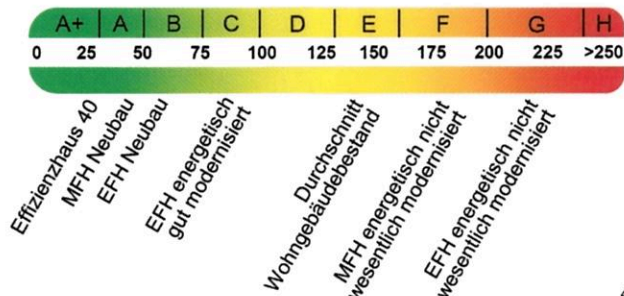 A+ A B C D E F G H
0 25 50 75 100 125 150 175 200 225 >250
Effizienzhaus 40
MFH Neubau
EFH Neubau
EFH energetisch
gut modernisiert
Durchschnitt
Wohngebäudebestand
MFH energetisch nicht
wesentlich modernisiert
EFH energetisch nicht
wesentlich modernisiert